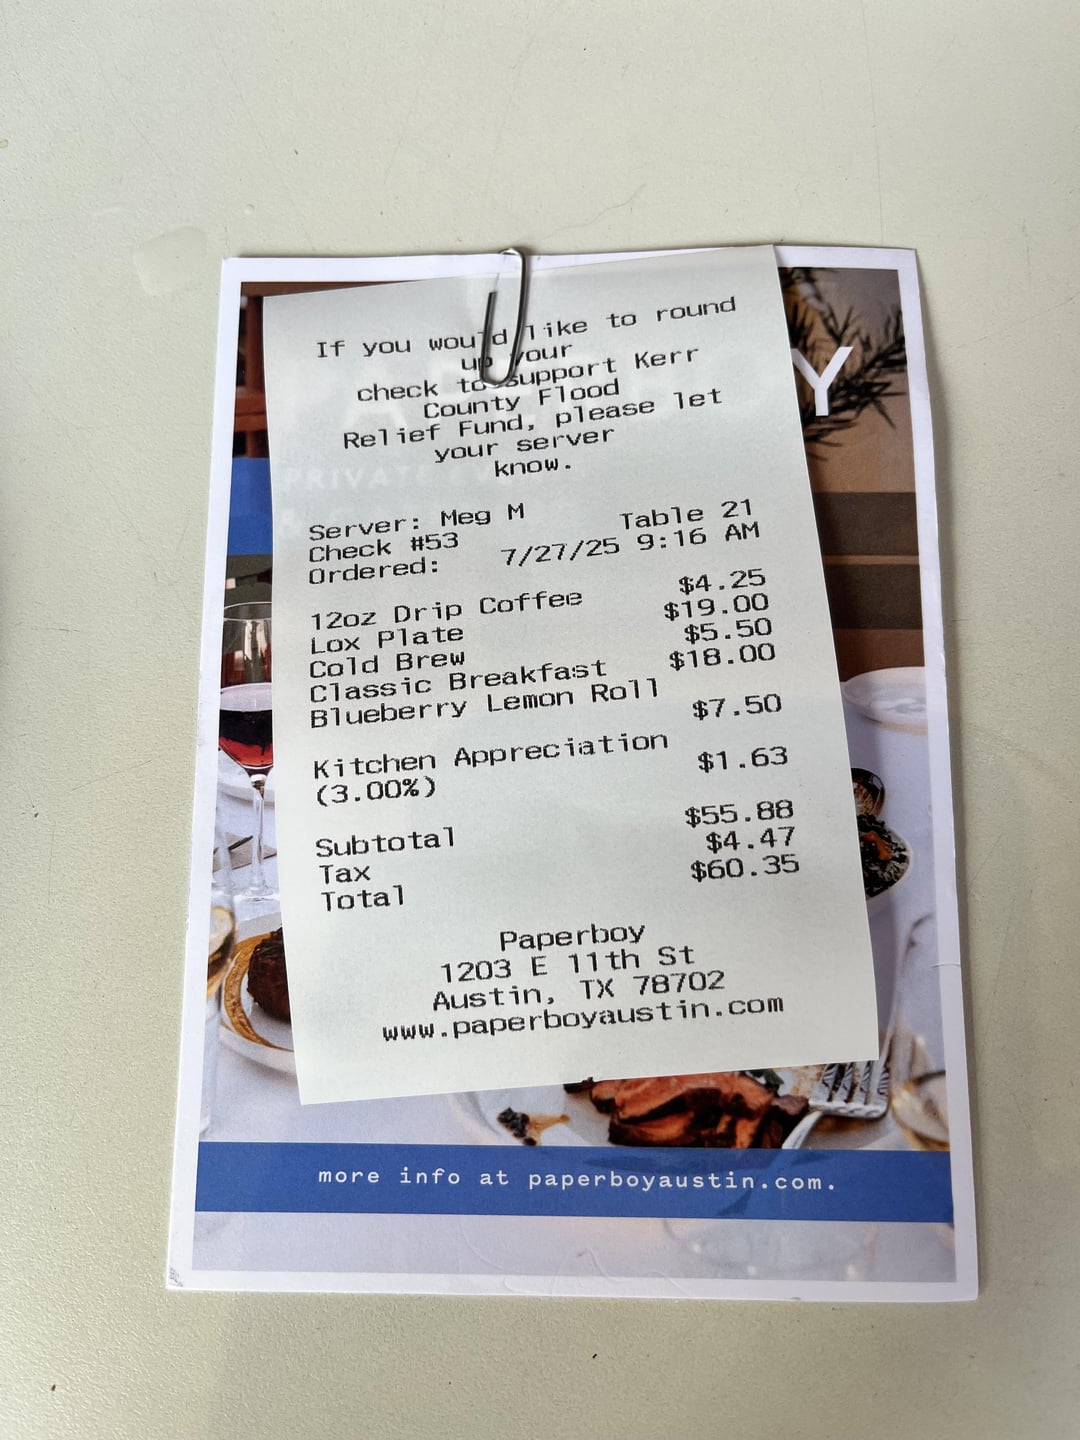 If you would like to round
up your
check to support Kerr
County Flood
Relief Fund, please let
your server
know.
Y
PRIVATE
Server: Meg M
Check #53 Table 21
Ordered: 7/27/25 9:16 AM
12oz Drip Coffee $4.25
Lox Plate $19.00
Cold Brew $5.50
Classic Breakfast $18.00
Blueberry Lemon Roll
$7.50
Kitchen Appreciation
(3.00%) $1.63
Subtotal $55.88
Tax $4.47
Total $60.35
Paperboy
1203 E 11th St
Austin, TX 78702
www.paperboyaustin.com
more info at paperboyaustin.com.